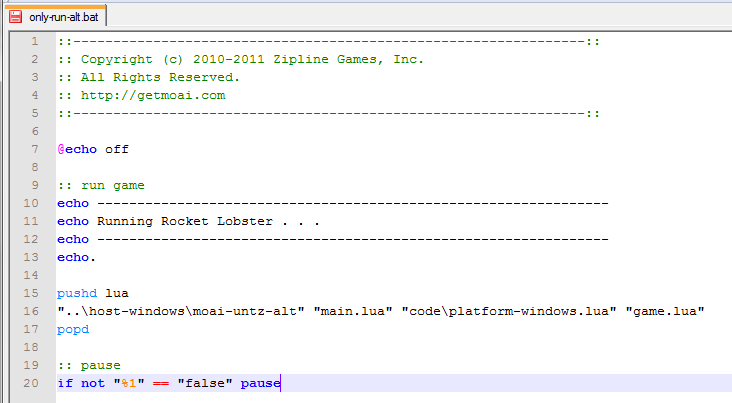 only-run-alt.bat
1 ::----------------------------------------------------------------::
2 :: Copyright (c) 2010-2011 Zipline Games, Inc.
3 :: All Rights Reserved.
4 :: http://getmoai.com
5 ::----------------------------------------------------------------::
6
7 @echo off
8
9 :: run game
10 echo ----------------------------------------------------------------
11 echo Running Rocket Lobster . . .
12 echo ----------------------------------------------------------------
13 echo.
14
15 pushd lua
16 "..\host-windows\moai-untz-alt" "main.lua" "code\platform-windows.lua" "game.lua"
17 popd
18
19 :: pause
20 if not "%1" == "false" pause